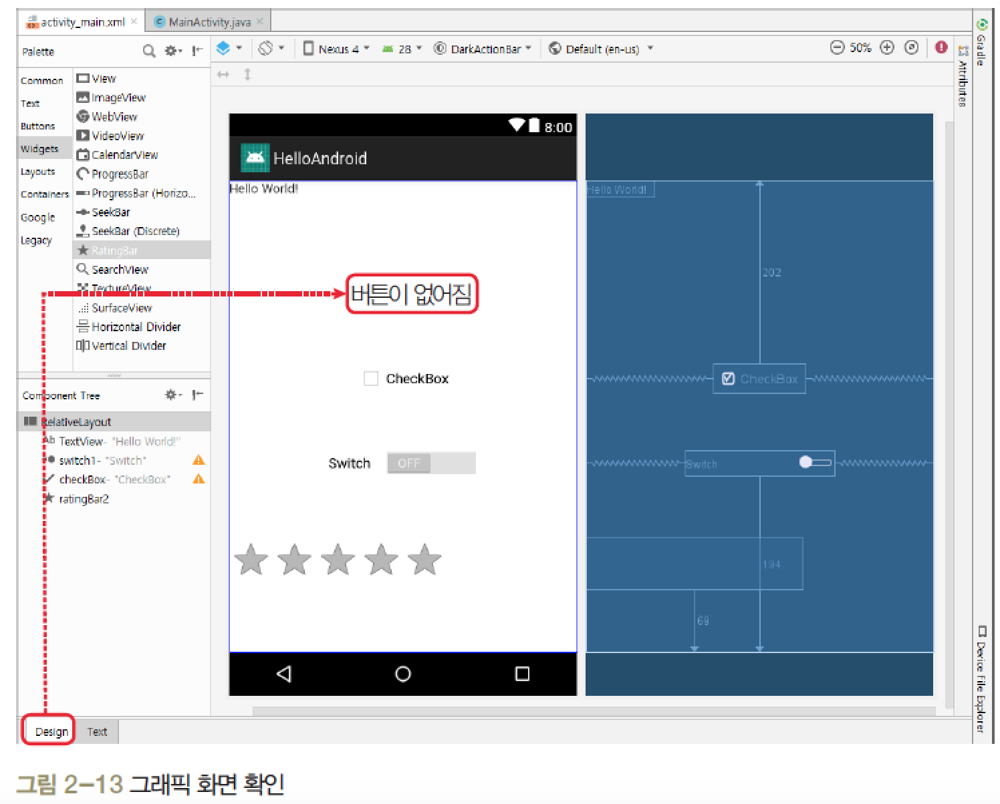 activity_main.xml
MainActivity.java
Palette
Nexus 4
28
DarkActionBar
Default (en-us)
50%
Common
Text
Buttons
Widgets
Layouts
Containers
Google
Legacy
View
ImageView
WebView
VideoView
CalendarView
ProgressBar
ProgressBar (Horizo...
SeekBar
SeekBar (Discrete)
RatingBar
SearchView
TextureView
SurfaceView
Horizontal Divider
Vertical Divider
Component Tree
RelativeLayout
Ab TextView- "Hello World!"
switch1- "Switch"
checkBox- "CheckBox"
ratingBar2
8:00
HelloAndroid
Hello World!
버튼이 없어짐
CheckBox
Switch OFF
Hello World!
202
CheckBox
Switch
194
69
Gradle
Attributes
Device File Explorer
Design
Text
그림 2-13 그래픽 화면 확인